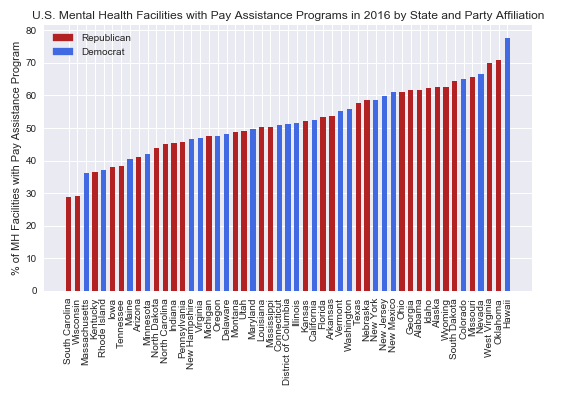 U.S. Mental Health Facilities with Pay Assistance Programs in 2016 by State and Party Affiliation
% of MH Facilities with Pay Assistance Program
80
70
60
50
40
30
20
10
0
Republican
Democrat
South Carolina
Wisconsin
Massachusetts
Kentucky
Rhode Island
Iowa
Tennessee
Maine
Arizona
Minnesota
North Dakota
North Carolina
Indiana
Pennsylvania
New Hampshire
Virginia
Michigan
Oregon
Delaware
Montana
Utah
Maryland
Louisiana
Mississippi
Connecticut
District of Columbia
Illinois
Kansas
California
Florida
Arkansas
Vermont
Washington
Texas
Nebraska
New York
New Jersey
New Mexico
Ohio
Georgia
Alabama
Idaho
Alaska
Wyoming
South Dakota
Colorado
Missouri
Nevada
West Virginia
Oklahoma
Hawaii